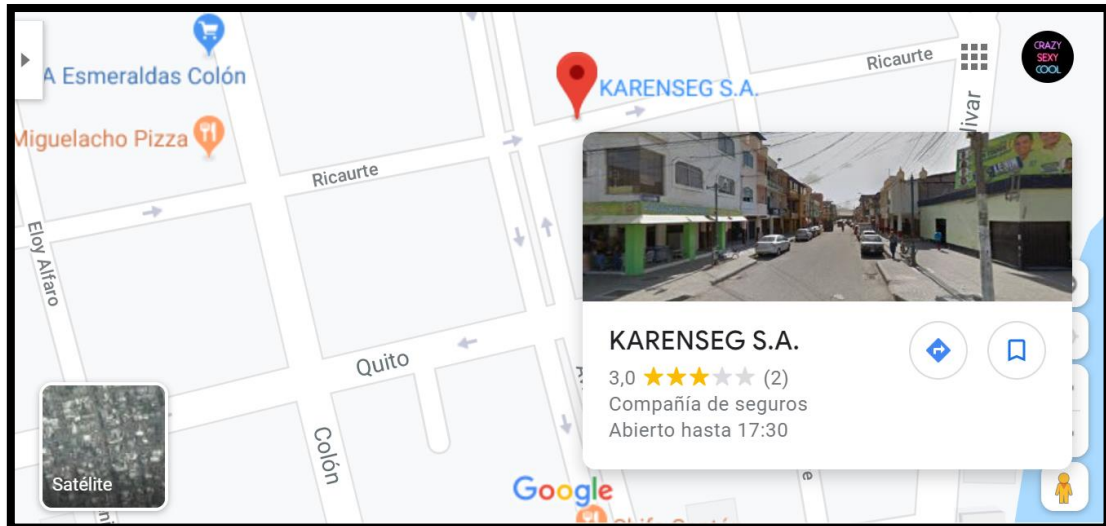 A Esmeraldas Colón
Miguelacho Pizza
Ricaurte
KARENSEG S.A.
Ricaurte
CRAZY
SEXY
COOL
livar
Eloy Alfaro
Quito
Colón
KARENSEG S.A.
3,0 (2)
Compañía de seguros
Abierto hasta 17:30
Satélite
Google